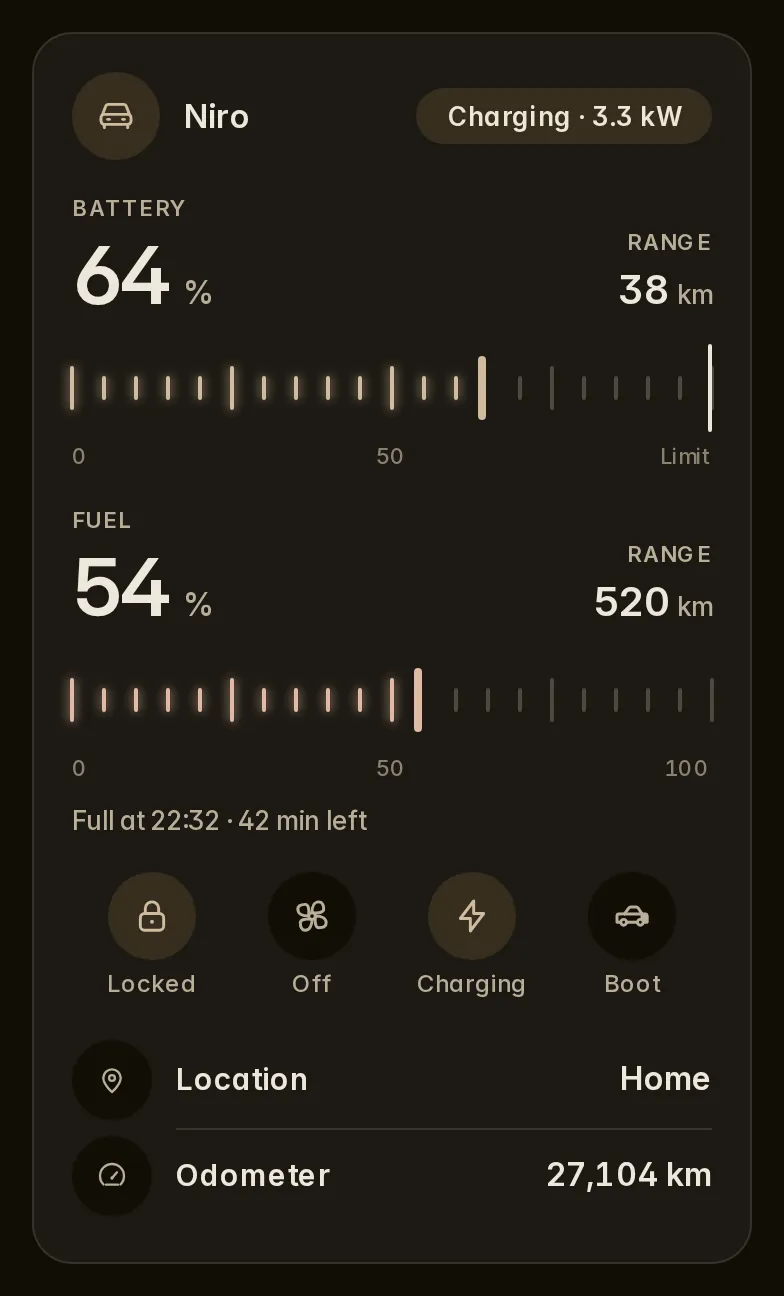 Niro
Charging · 3.3 kW
BATTERY
64 %
RANGE
38 km
0 50 Limit
FUEL
54 %
RANGE
520 km
0 50 100
Full at 22:32 · 42 min left
Locked Off Charging Boot
Location Home
Odometer 27,104 km